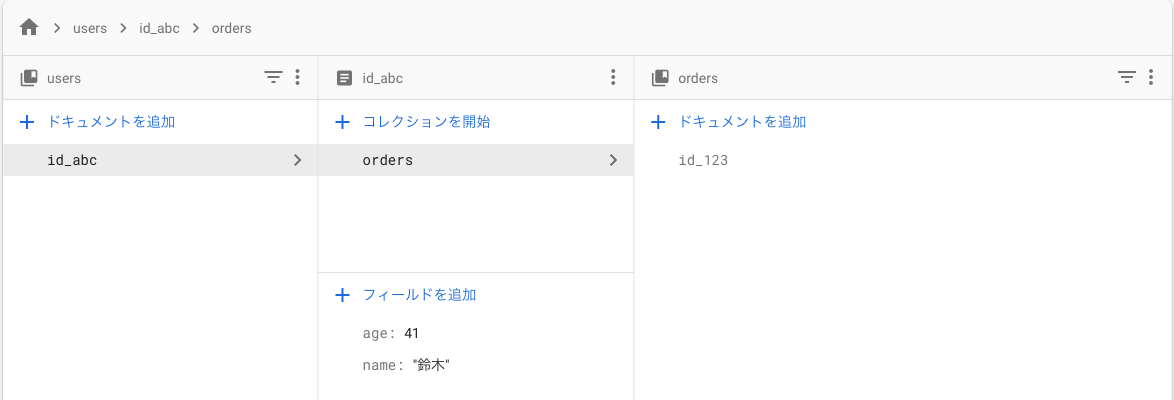 users id_abc orders
users
ドキュメントを追加
id_abc
id_abc
コレクションを開始
orders
フィールドを追加
age: 41
name: "鈴木"
orders
ドキュメントを追加
id_123